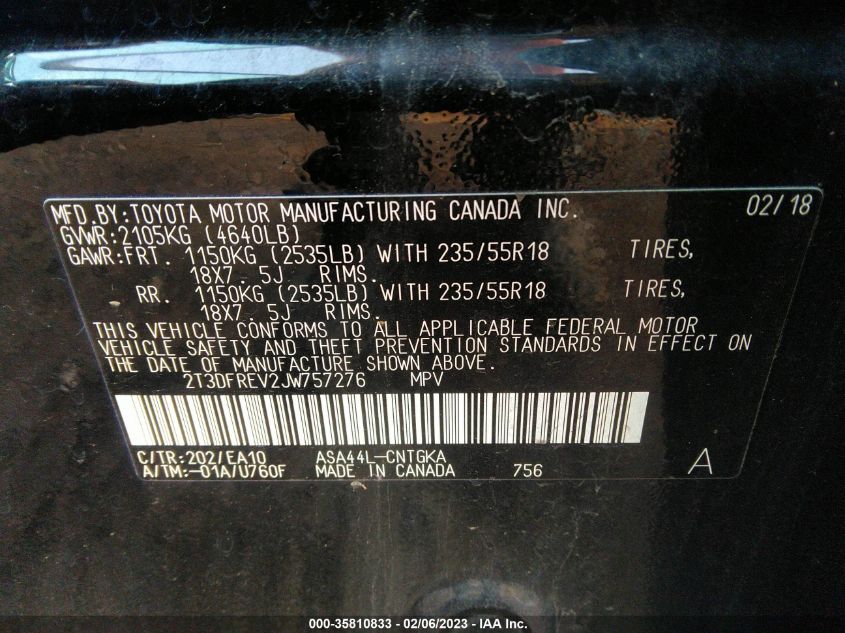 MFD.BY:TOYOTA MOTOR MANUFACTURING CANADA INC. 02/18
GVWR:2105KG (4640LB)
GAWR:FRT. 1150KG (2535LB) WITH 235/55R18 TIRES,
18X7. 5J RIMS.
RR. 1150KG (2535LB) WITH 235/55R18 TIRES,
18X7. 5J RIMS.
THIS VEHICLE CONFORMS TO ALL APPLICABLE FEDERAL MOTOR
VEHICLE SAFETY AND THEFT PREVENTION STANDARDS IN EFFECT ON
THE DATE OF MANUFACTURE SHOWN ABOVE.
2T3DFREV2JW757276 MPV
C/TR:202/EA10 ASA44L-CNTGKA
A/TM:-01A/U760F MADE IN CANADA 756 A
000-35810833 - 02/06/2023 - IAA Inc.